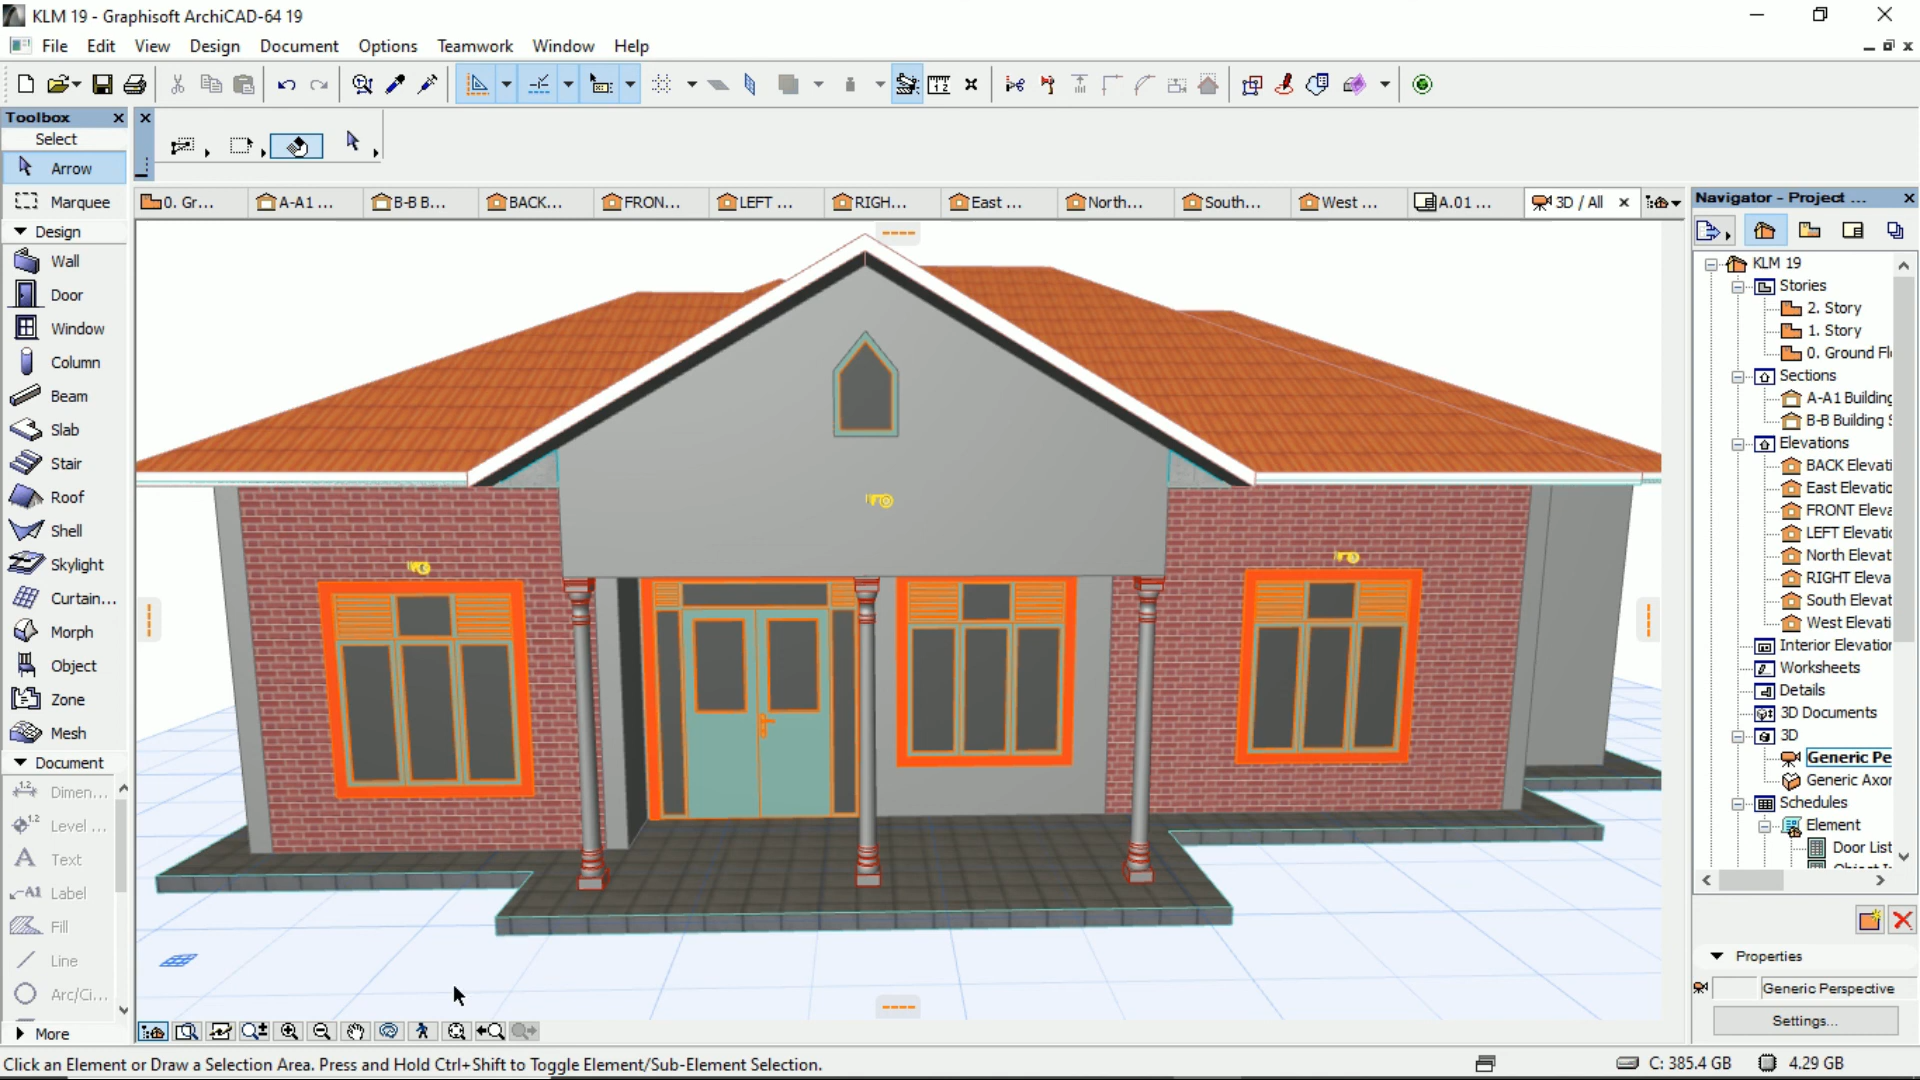 KLM 19 - Graphisoft ArchiCAD-64 19
File Edit View Design Document Options Teamwork Window Help
Toolbox
Select
Arrow
Marquee
Design
Wall
Door
Window
Column
Beam
Slab
Stair
Roof
Shell
Skylight
Curtain...
Morph
Object
Zone
Mesh
Document
Dimen...
Level ...
Text
Label
Fill
Line
Arc/Ci...
More
0. Gr... A-A1 ... B-B B... BACK... FRON... LEFT ... RIGH... East ... North... South... West ... A.01 ... 3D / All
Navigator - Project ...
KLM 19
Stories
2. Story
1. Story
0. Ground Fl
Sections
A-A1 Building
B-B Building S
Elevations
BACK Elevati
East Elevatio
FRONT Eleva
LEFT Elevatio
North Elevat
RIGHT Eleva
South Elevat
West Elevati
Interior Elevation
Worksheets
Details
3D Documents
3D
Generic Pe
Generic Axor
Schedules
Element
Door List
Properties
Generic Perspective
Settings...
Click an Element or Draw a Selection Area. Press and Hold Ctrl+Shift to Toggle Element/Sub-Element Selection.
C: 385.4 GB 4.29 GB